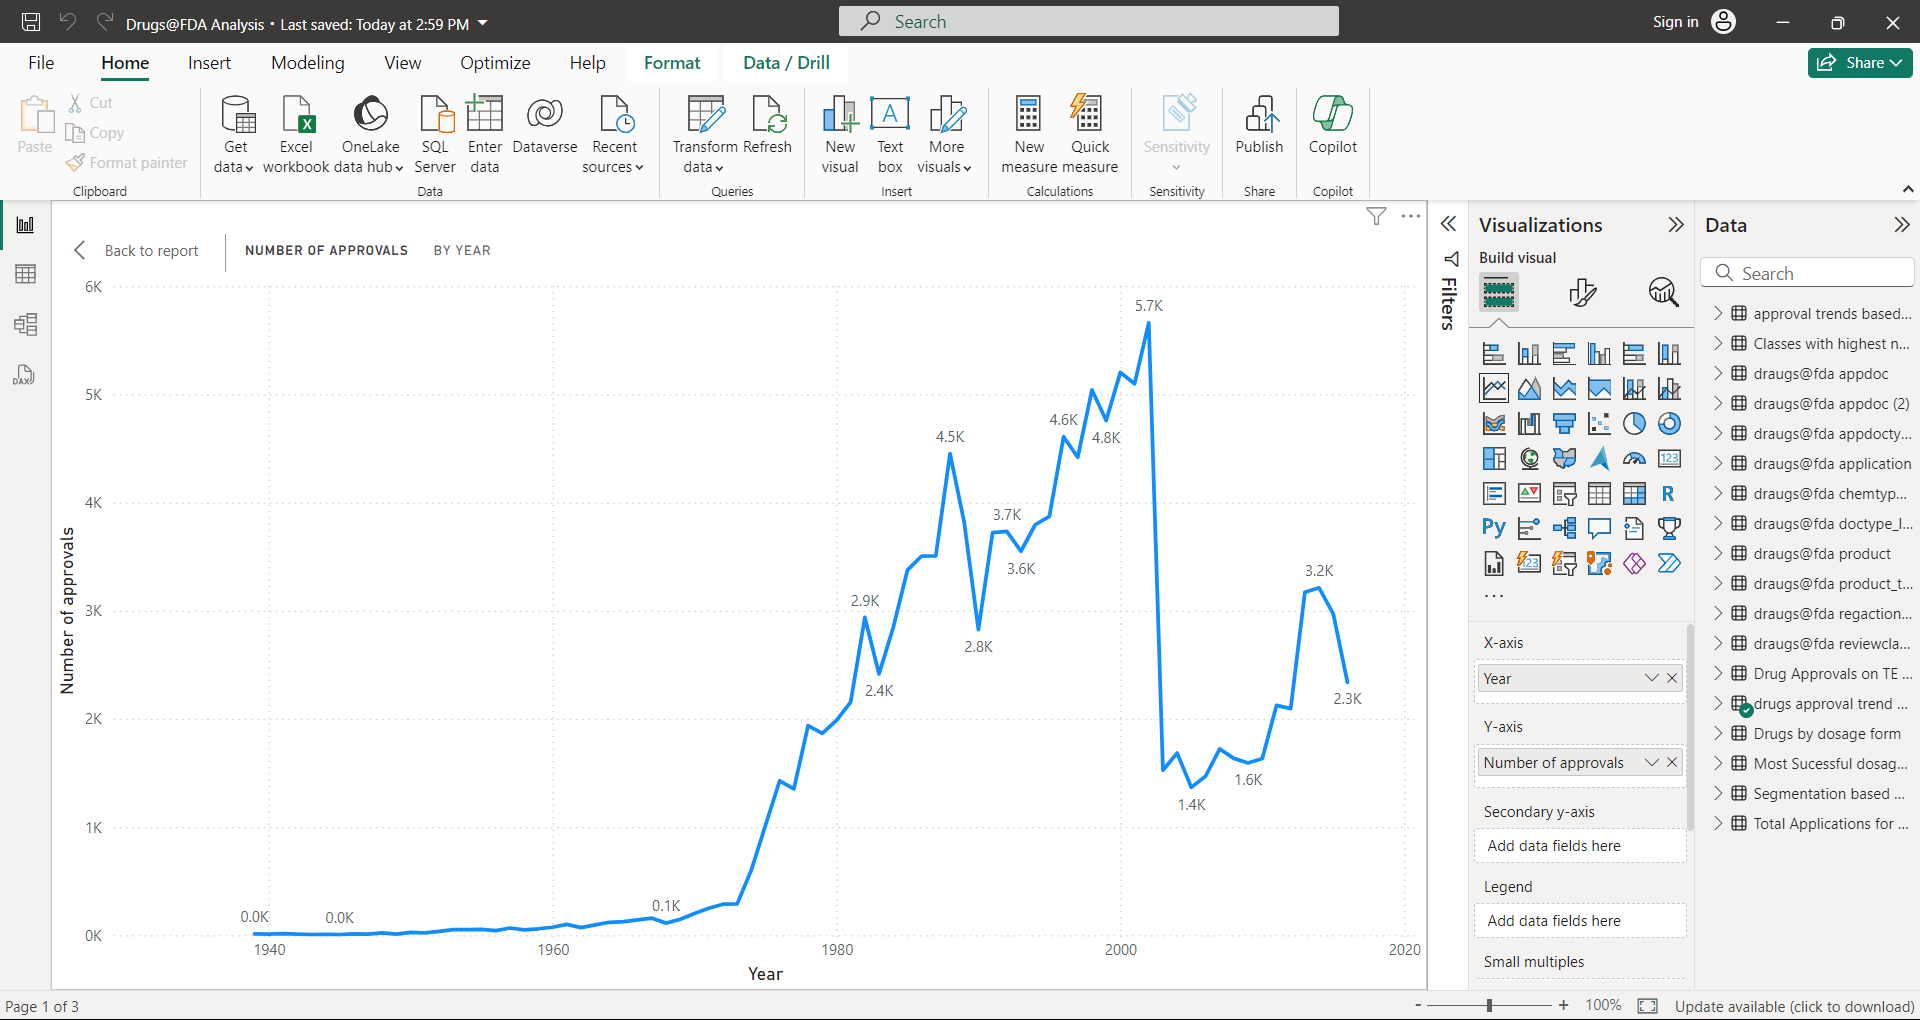 Drugs@FDA Analysis • Last saved: Today at 2:59 PM
Search
Sign in
File Home Insert Modeling View Optimize Help Format Data / Drill
Share
Paste
Cut
Copy
Format painter
Clipboard
Get data
Excel workbook
OneLake data hub
SQL Server
Enter data
Dataverse
Recent sources
Data
Transform data
Refresh
Queries
New visual
Text box
More visuals
Insert
New measure
Quick measure
Calculations
Sensitivity
Sensitivity
Publish
Share
Copilot
Copilot
Back to report
NUMBER OF APPROVALS BY YEAR
6K
5K
4K
3K
2K
1K
0K
Number of approvals
0.0K
0.0K
0.1K
2.9K
2.4K
4.5K
2.8K
3.7K
3.6K
4.6K
4.8K
5.7K
1.4K
1.6K
3.2K
2.3K
1940 1960 1980 2000 2020
Year
Filters
Visualizations
Build visual
123
R
Py
123
...
X-axis
Year
Y-axis
Number of approvals
Secondary y-axis
Add data fields here
Legend
Add data fields here
Small multiples
Data
Search
approval trends based...
Classes with highest n...
draugs@fda appdoc
draugs@fda appdoc (2)
draugs@fda appdocty...
draugs@fda application
draugs@fda chemtyp...
draugs@fda doctype_l...
draugs@fda product
draugs@fda product_t...
draugs@fda regaction...
draugs@fda reviewcla...
Drug Approvals on TE ...
drugs approval trend ...
Drugs by dosage form
Most Sucessful dosag...
Segmentation based ...
Total Applications for ...
DAX
Page 1 of 3
- + 100%
Update available (click to download)